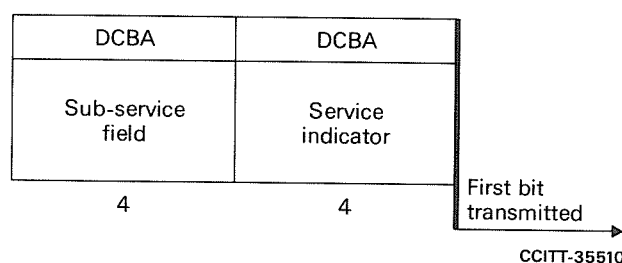 DCBA DCBA
Sub-service
field
Service
indicator
4 4
First bit
transmitted
CCITT-35510